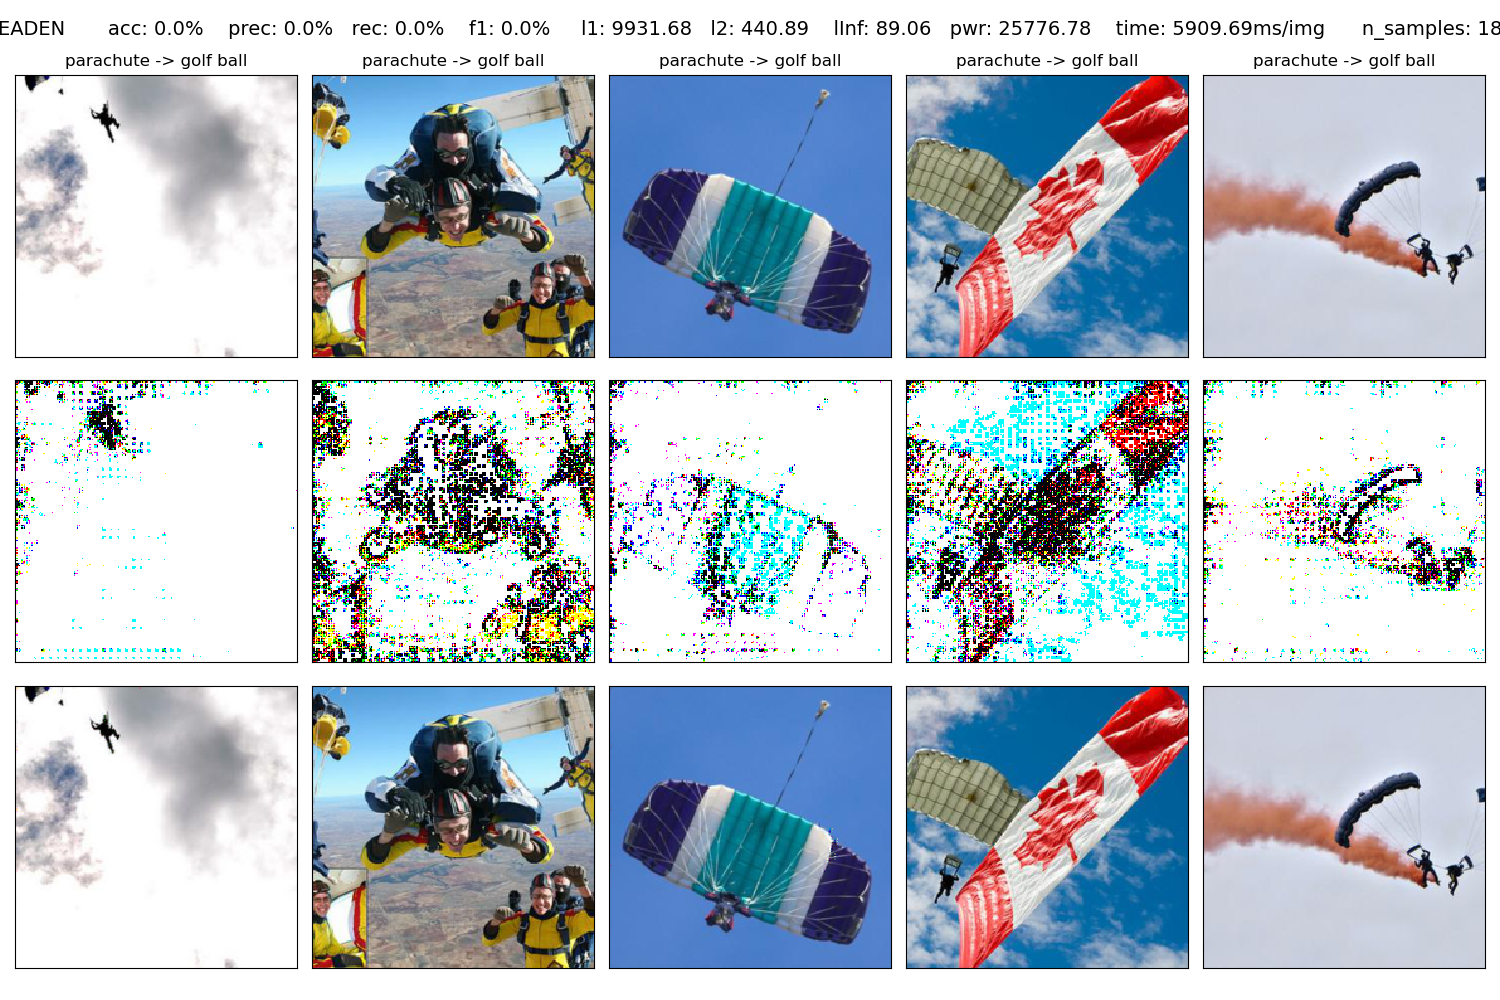 EADEN acc: 0.0% prec: 0.0% rec: 0.0% f1: 0.0% l1: 9931.68 l2: 440.89 lInf: 89.06 pwr: 25776.78 time: 5909.69ms/img n_samples: 18
parachute -> golf ball parachute -> golf ball parachute -> golf ball parachute -> golf ball parachute -> golf ball